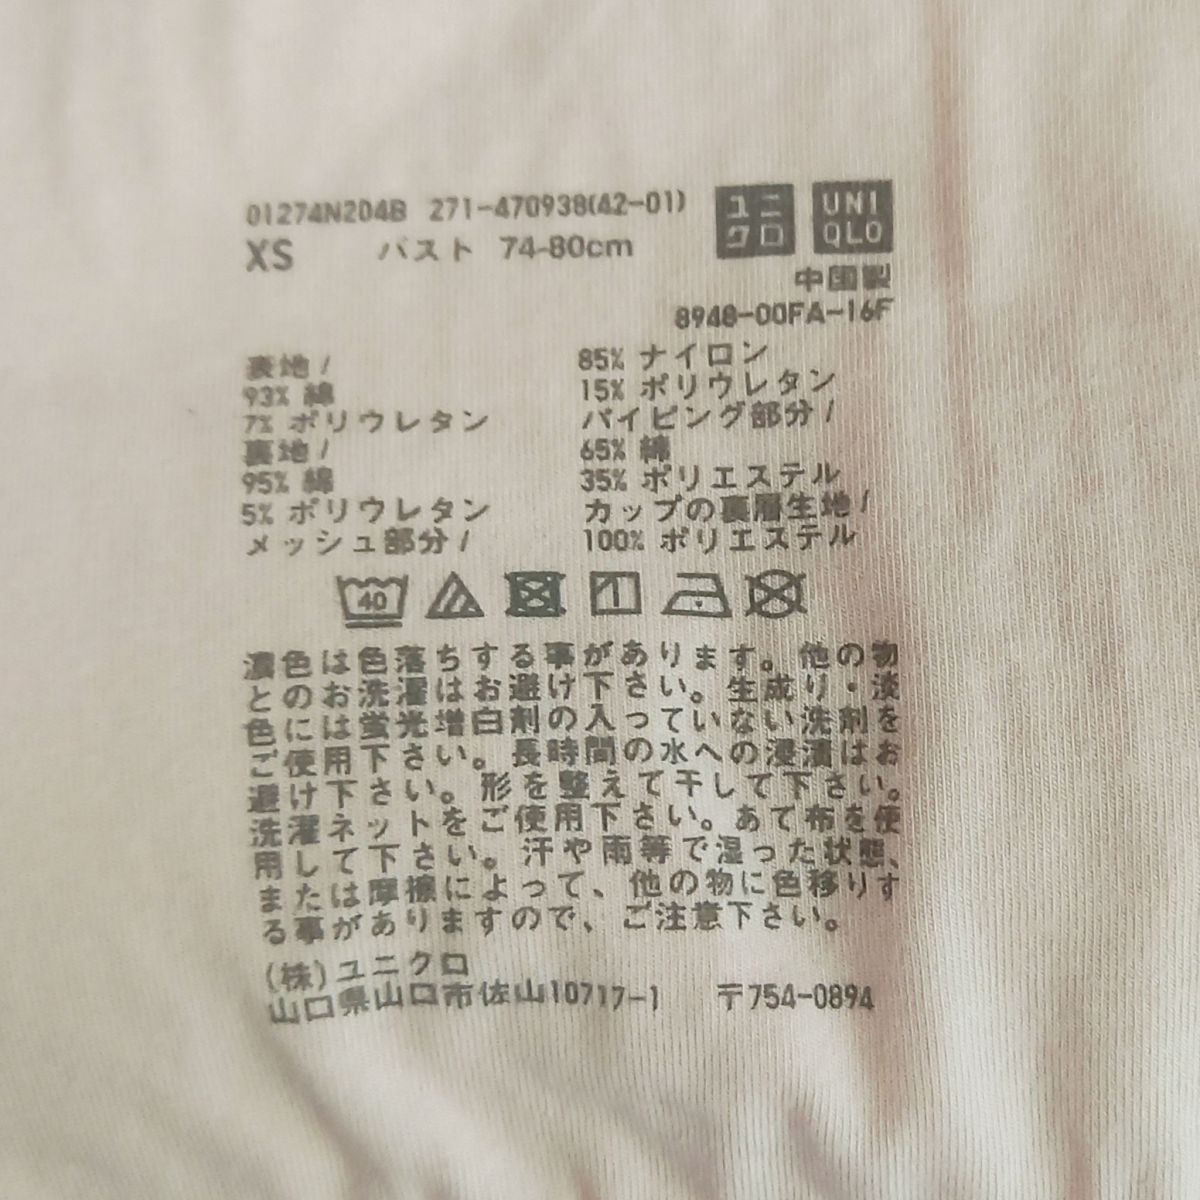 01274N204B 271-470938(42-01)
ユニクロ
UNIQLO
XS バスト 74-80cm
中国製
8948-00FA-16F
表地/
93% 綿
7% ポリウレタン
裏地/
95% 綿
5% ポリウレタン
メッシュ部分/
85% ナイロン
15% ポリウレタン
パイピング部分/
65% 綿
35% ポリエステル
カップの裏層生地/
100% ポリエステル
40
濃色は色落ちする事があります。他の物
とのお洗濯はお避け下さい。生成り・淡
色には蛍光増白剤の入っていない洗剤を
ご使用下さい。長時間の水への浸漬はお
避け下さい。形を整えて干して下さい。
洗濯ネットをご使用下さい。あて布を使
用して下さい。汗や雨等で湿った状態、
または摩擦によって、他の物に色移りす
る事がありますので、ご注意下さい。
(株)ユニクロ
山口県山口市佐山10717-1 〒754-0894